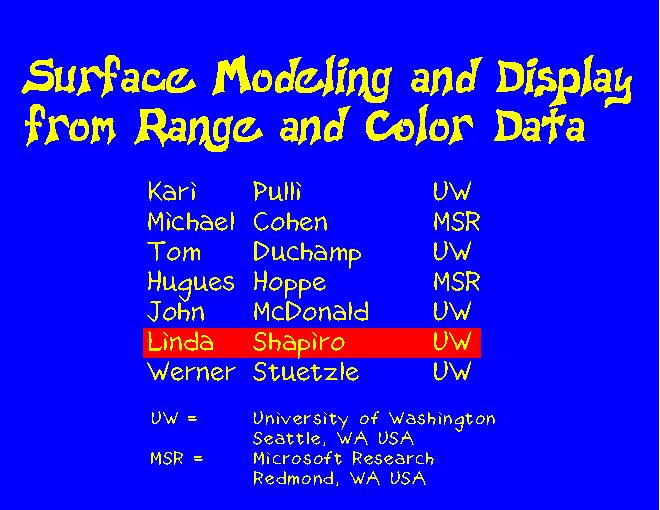 Surface Modeling and Display
from Range and Color Data
Kari Pulli UW
Michael Cohen MSR
Tom Duchamp UW
Hugues Hoppe MSR
John McDonald UW
Linda Shapiro UW
Werner Stuetzle UW
UW = University of Washington
Seattle, WA USA
MSR = Microsoft Research
Redmond, WA USA